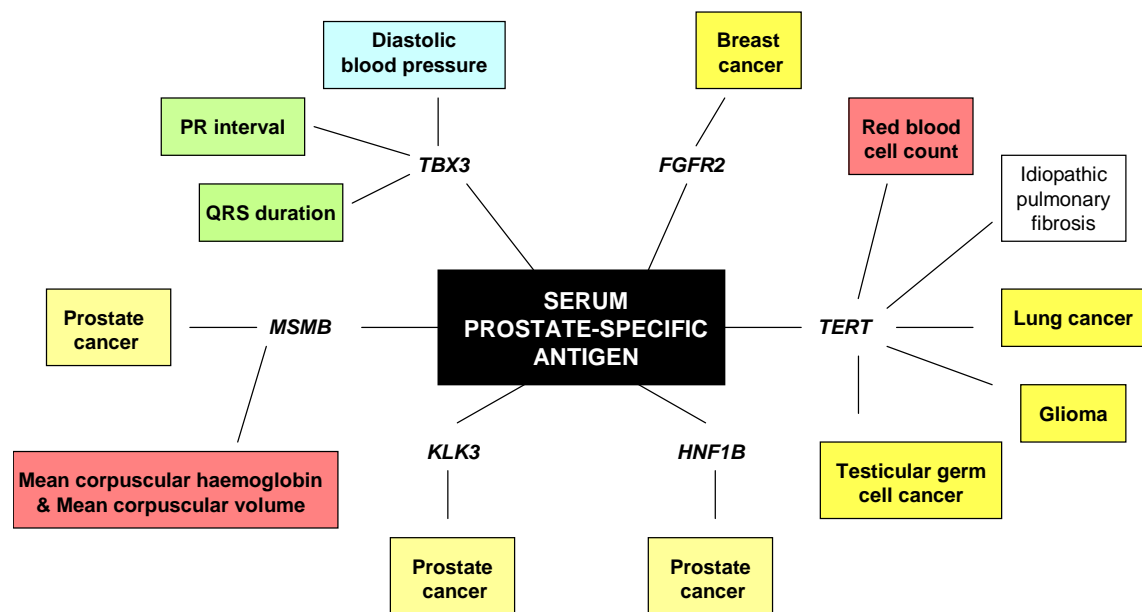 Diastolic
blood pressure
Breast
cancer
PR interval
Red blood
cell count
TBX3
FGFR2
Idiopathic
pulmonary
fibrosis
QRS duration
SERUM
PROSTATE-SPECIFIC
ANTIGEN
Prostate
cancer
MSMB
TERT
Lung cancer
Glioma
KLK3
HNF1B
Mean corpuscular haemoglobin
& Mean corpuscular volume
Testicular germ
cell cancer
Prostate
cancer
Prostate
cancer